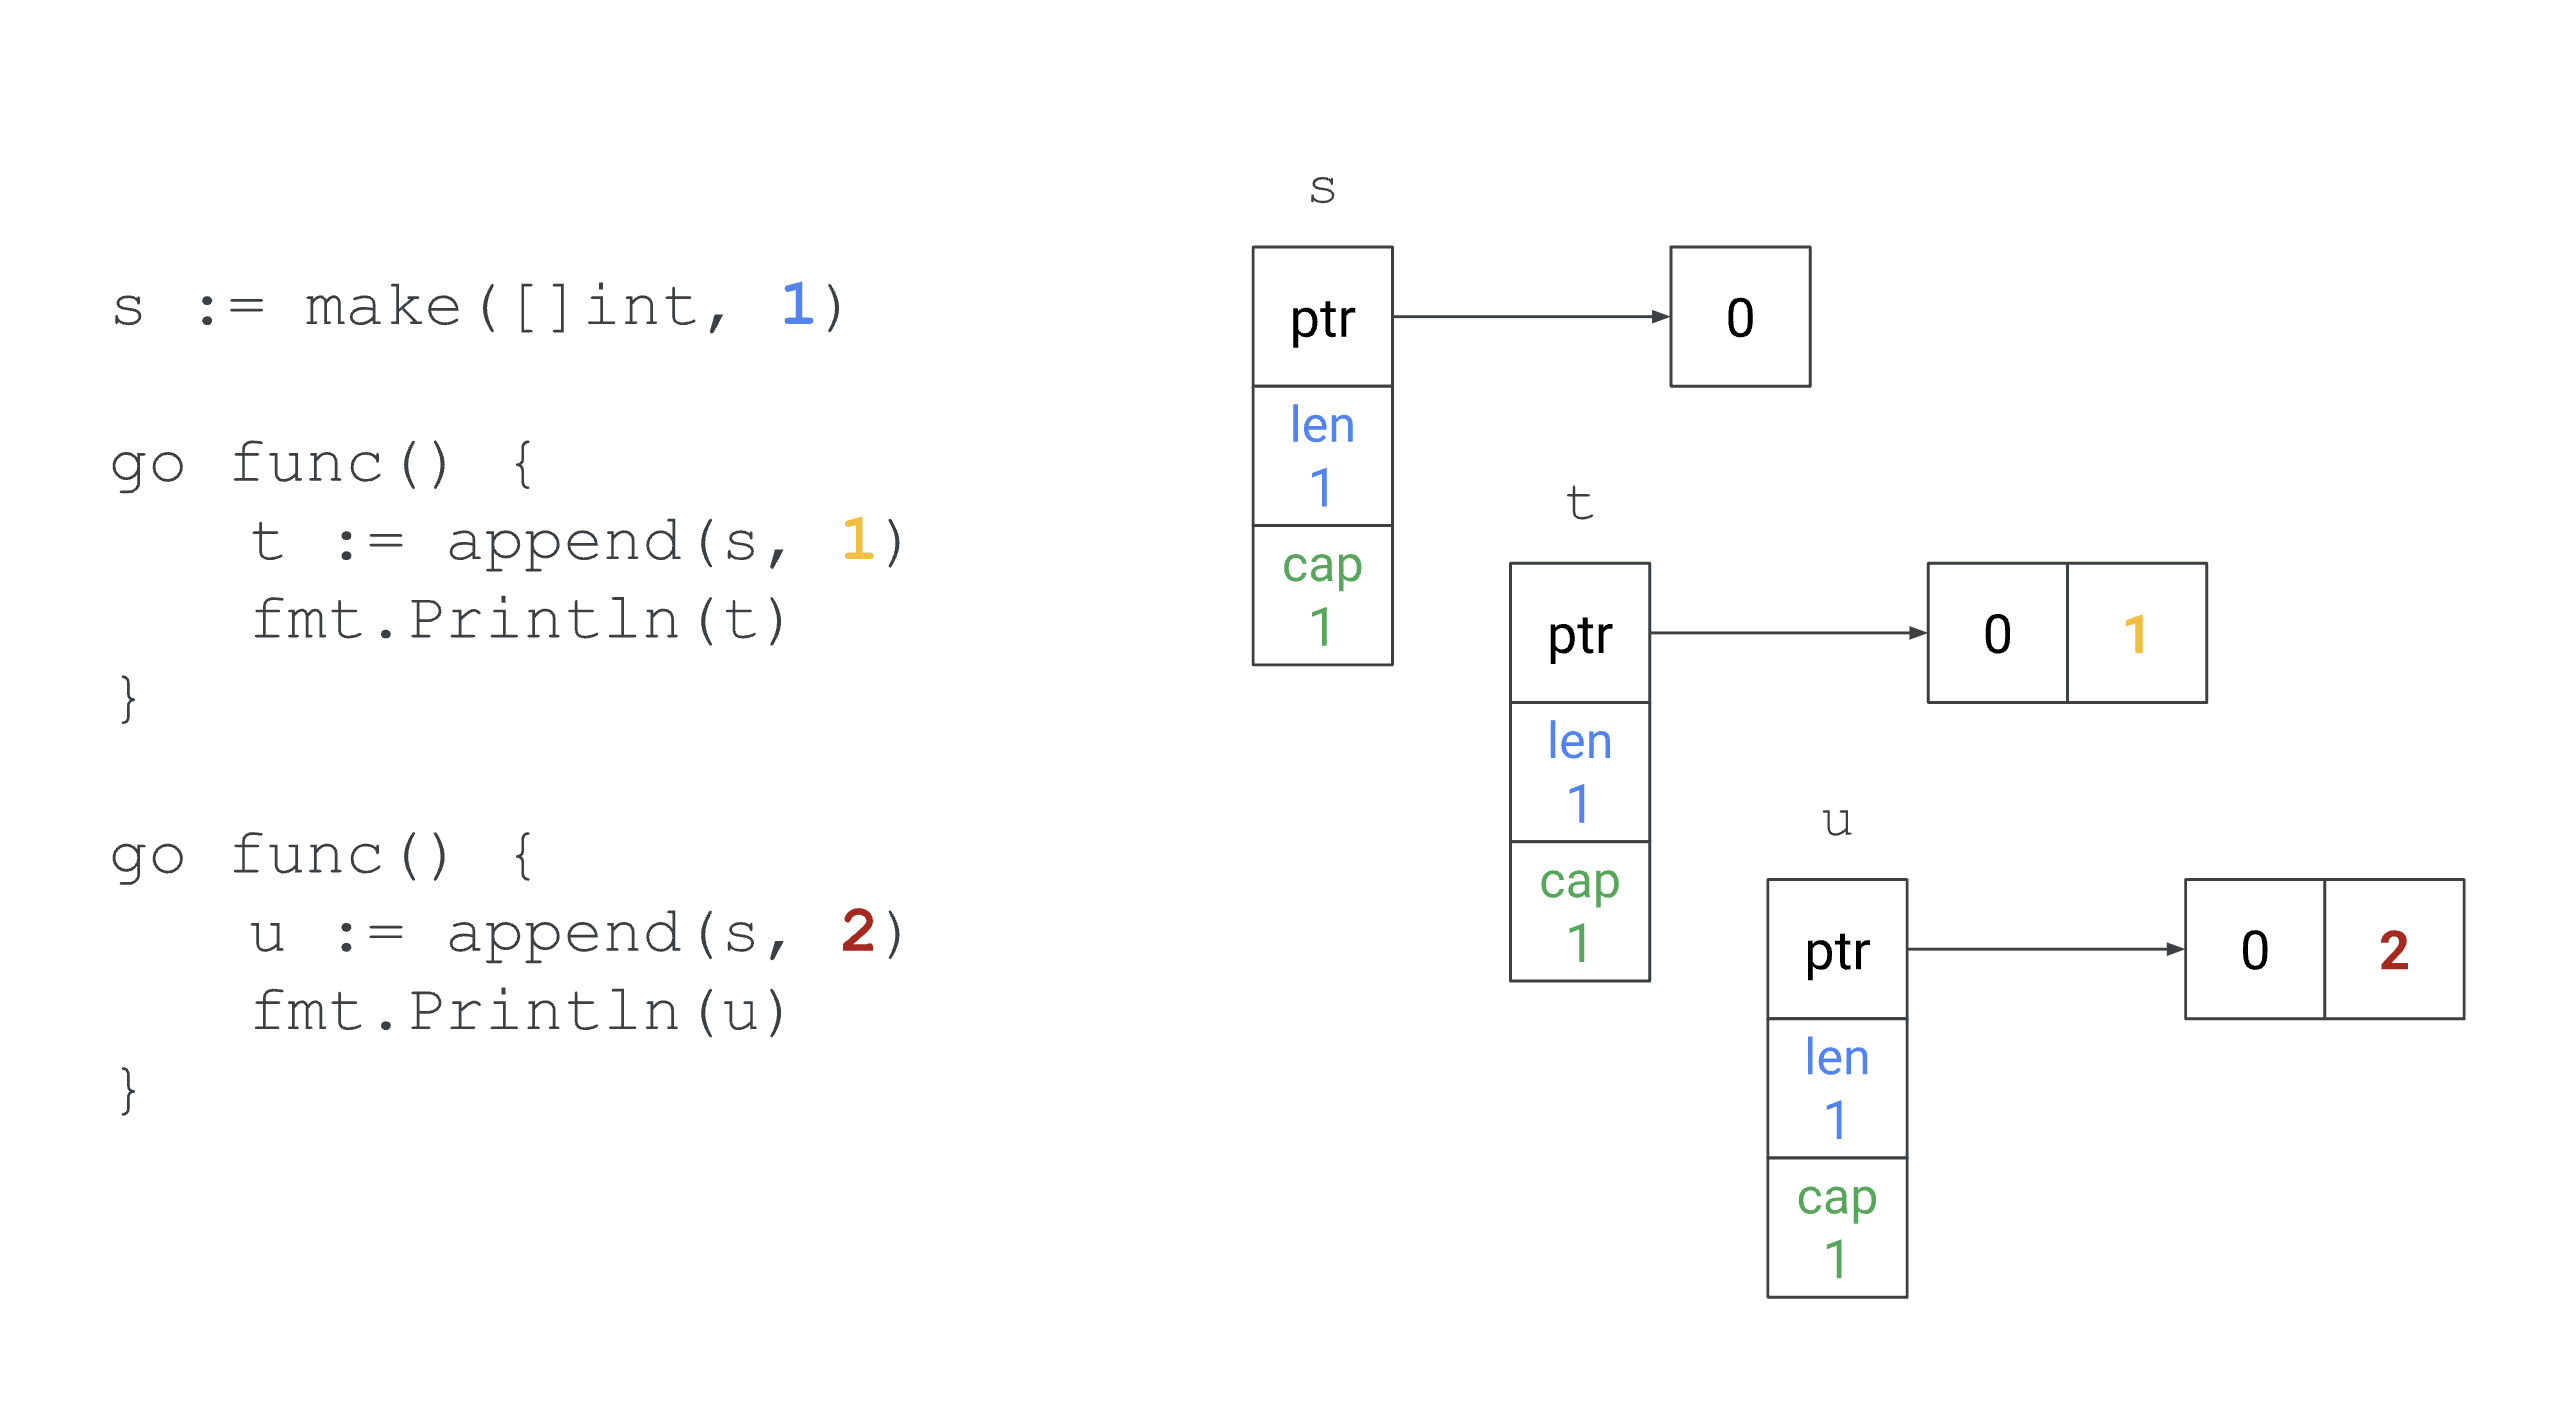 s := make([]int, 1)
go func() {
    t := append(s, 1)
    fmt.Println(t)
}
go func() {
    u := append(s, 2)
    fmt.Println(u)
}
s
ptr
0
len
1
cap
1
t
ptr
0 1
len
1
cap
1
u
ptr
0 2
len
1
cap
1